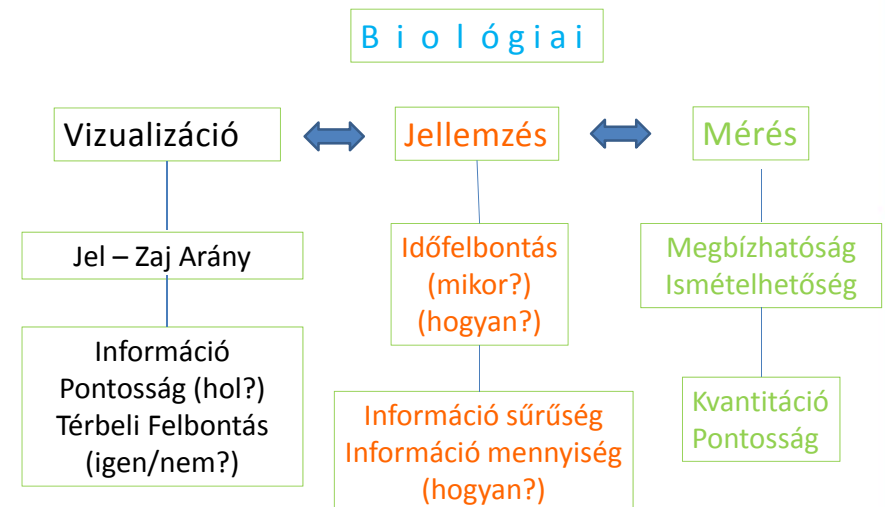 Biológiai
Vizualizáció
Jellemzés
Mérés
Jel – Zaj Arány
Információ
Pontosság (hol?)
Térbeli Felbontás
(igen/nem?)
Időfelbontás
(mikor?)
(hogyan?)
Információ sűrűség
Információ mennyiség
(hogyan?)
Megbízhatóság
Ismételhetőség
Kvantitáció
Pontosság